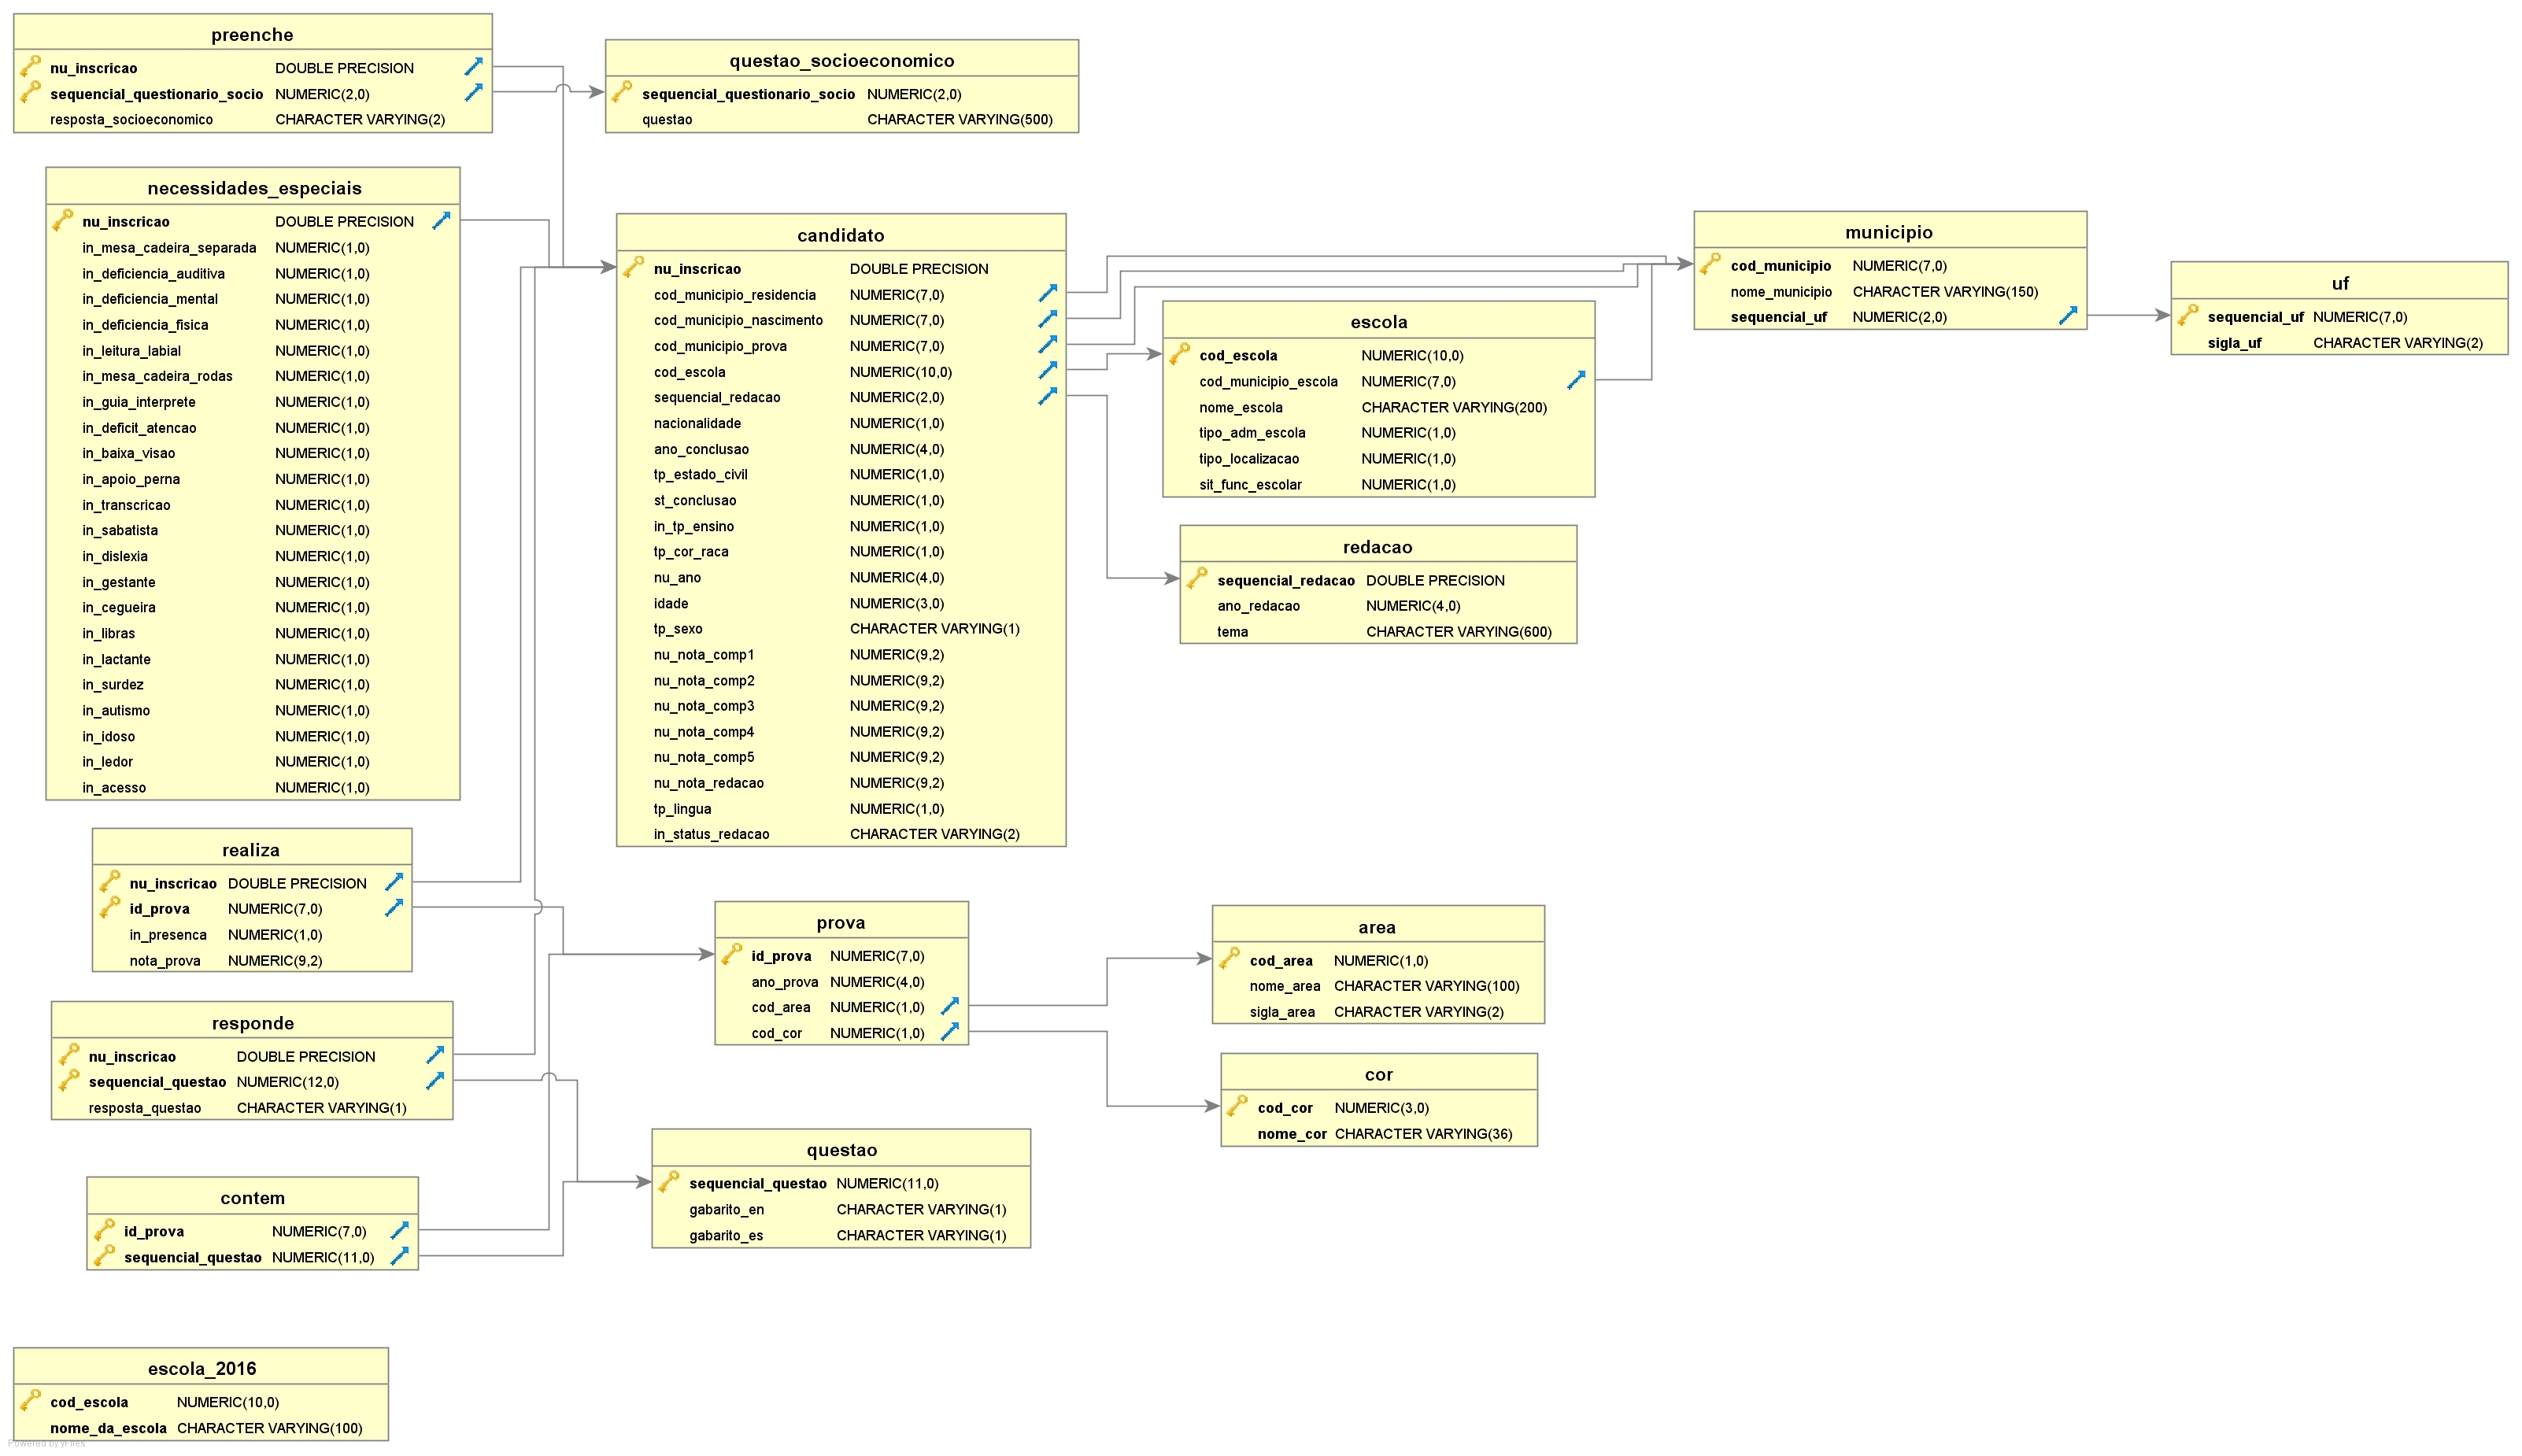 preenche
nu_inscricao DOUBLE PRECISION
sequencial_questionario_socio NUMERIC(2,0)
resposta_socioeconomico CHARACTER VARYING(2)
questao_socioeconomico
sequencial_questionario_socio NUMERIC(2,0)
questao CHARACTER VARYING(500)
necessidades_especiais
nu_inscricao DOUBLE PRECISION
in_mesa_cadeira_separada NUMERIC(1,0)
in_deficiencia_auditiva NUMERIC(1,0)
in_deficiencia_mental NUMERIC(1,0)
in_deficiencia_fisica NUMERIC(1,0)
in_leitura_labial NUMERIC(1,0)
in_mesa_cadeira_rodas NUMERIC(1,0)
in_guia_interprete NUMERIC(1,0)
in_deficit_atencao NUMERIC(1,0)
in_baixa_visao NUMERIC(1,0)
in_apoio_perna NUMERIC(1,0)
in_transcricao NUMERIC(1,0)
in_sabatista NUMERIC(1,0)
in_dislexia NUMERIC(1,0)
in_gestante NUMERIC(1,0)
in_cegueira NUMERIC(1,0)
in_libras NUMERIC(1,0)
in_lactante NUMERIC(1,0)
in_surdez NUMERIC(1,0)
in_autismo NUMERIC(1,0)
in_idoso NUMERIC(1,0)
in_ledor NUMERIC(1,0)
in_acesso NUMERIC(1,0)
candidato
nu_inscricao DOUBLE PRECISION
cod_municipio_residencia NUMERIC(7,0)
cod_municipio_nascimento NUMERIC(7,0)
cod_municipio_prova NUMERIC(7,0)
cod_escola NUMERIC(10,0)
sequencial_redacao NUMERIC(2,0)
nacionalidade NUMERIC(1,0)
ano_conclusao NUMERIC(4,0)
tp_estado_civil NUMERIC(1,0)
st_conclusao NUMERIC(1,0)
in_tp_ensino NUMERIC(1,0)
tp_cor_raca NUMERIC(1,0)
nu_ano NUMERIC(4,0)
idade NUMERIC(3,0)
tp_sexo CHARACTER VARYING(1)
nu_nota_comp1 NUMERIC(9,2)
nu_nota_comp2 NUMERIC(9,2)
nu_nota_comp3 NUMERIC(9,2)
nu_nota_comp4 NUMERIC(9,2)
nu_nota_comp5 NUMERIC(9,2)
nu_nota_redacao NUMERIC(9,2)
tp_lingua NUMERIC(1,0)
in_status_redacao CHARACTER VARYING(2)
municipio
cod_municipio NUMERIC(7,0)
nome_municipio CHARACTER VARYING(150)
sequencial_uf NUMERIC(2,0)
uf
sequencial_uf NUMERIC(7,0)
sigla_uf CHARACTER VARYING(2)
escola
cod_escola NUMERIC(10,0)
cod_municipio_escola NUMERIC(7,0)
nome_escola CHARACTER VARYING(200)
tipo_adm_escola NUMERIC(1,0)
tipo_localizacao NUMERIC(1,0)
sit_func_escolar NUMERIC(1,0)
redacao
sequencial_redacao DOUBLE PRECISION
ano_redacao NUMERIC(4,0)
tema CHARACTER VARYING(600)
realiza
nu_inscricao DOUBLE PRECISION
id_prova NUMERIC(7,0)
in_presenca NUMERIC(1,0)
nota_prova NUMERIC(9,2)
prova
id_prova NUMERIC(7,0)
ano_prova NUMERIC(4,0)
cod_area NUMERIC(1,0)
cod_cor NUMERIC(1,0)
area
cod_area NUMERIC(1,0)
nome_area CHARACTER VARYING(100)
sigla_area CHARACTER VARYING(2)
responde
nu_inscricao DOUBLE PRECISION
sequencial_questao NUMERIC(12,0)
resposta_questao CHARACTER VARYING(1)
cor
cod_cor NUMERIC(3,0)
nome_cor CHARACTER VARYING(36)
questao
sequencial_questao NUMERIC(11,0)
gabarito_en CHARACTER VARYING(1)
gabarito_es CHARACTER VARYING(1)
contem
id_prova NUMERIC(7,0)
sequencial_questao NUMERIC(11,0)
escola_2016
cod_escola NUMERIC(10,0)
nome_da_escola CHARACTER VARYING(100)
Powered by yFiles